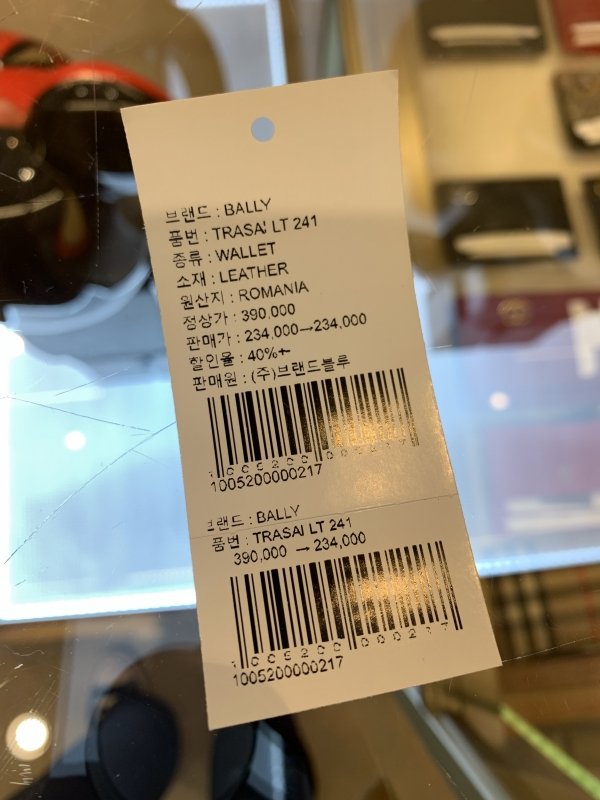 브랜드 : BALLY
품번 : TRASAI LT 241
종류 : WALLET
소재 : LEATHER
원산지 : ROMANIA
정상가 : 390,000
판매가 : 234,000→234,000
할인율 : 40%+
판매원 : (주)브랜드블루
1005200000217
1005200000217
브랜드 : BALLY
품번 : TRASAI LT 241
390,000 → 234,000
1005200000217
1005200000217